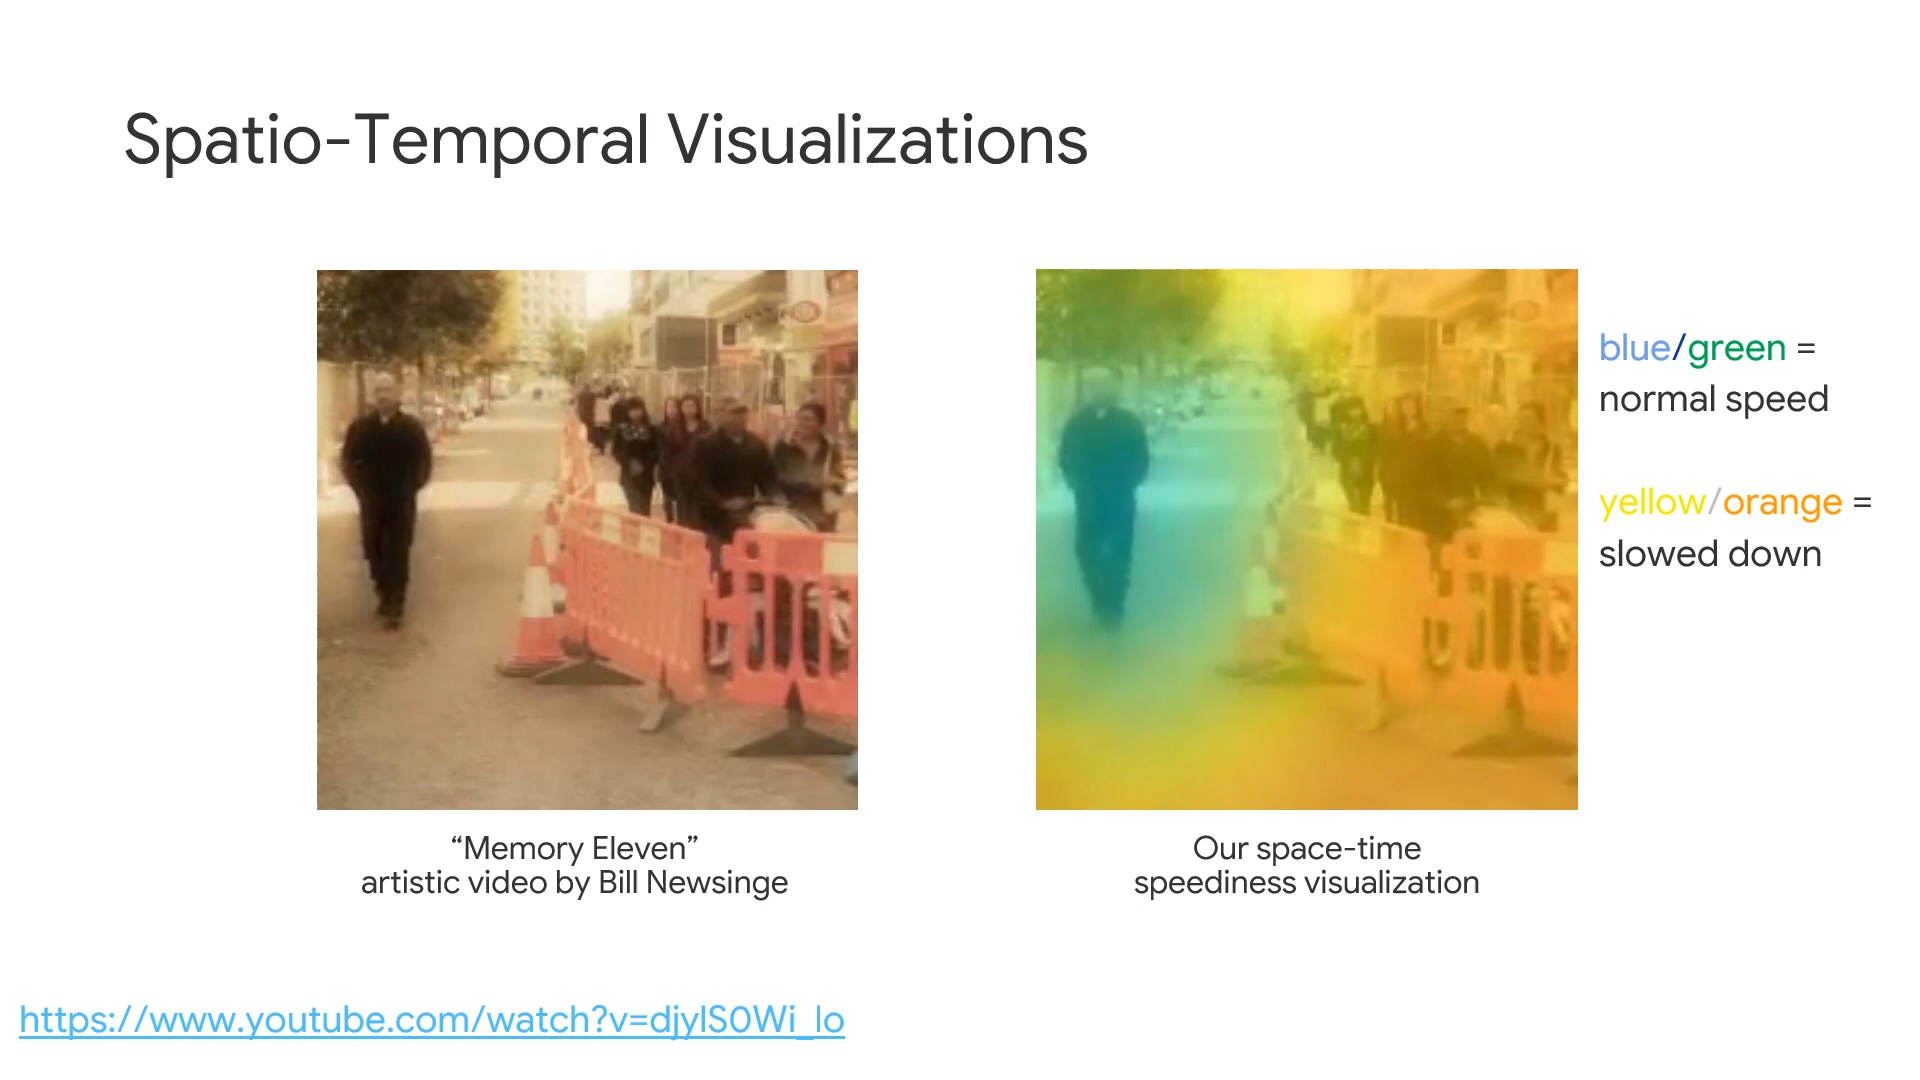 Spatio-Temporal Visualizations
blue/green =
normal speed
yellow/orange =
slowed down
“Memory Eleven”
artistic video by Bill Newsinge
Our space-time
speediness visualization
https://www.youtube.com/watch?v=djylS0Wi_lo